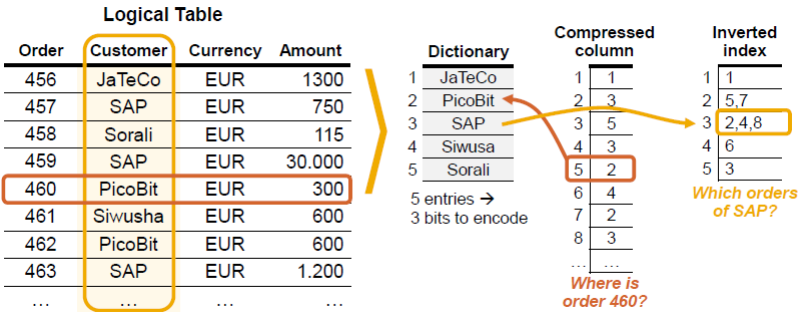 Logical Table
Order Customer Currency Amount
456 JaTeCo EUR 1300
457 SAP EUR 750
458 Sorali EUR 115
459 SAP EUR 30.000
460 PicoBit EUR 300
461 Siwusha EUR 600
462 PicoBit EUR 600
463 SAP EUR 1.200
... ... ... ...
Dictionary
1 JaTeCo
2 PicoBit
3 SAP
4 Siwusa
5 Sorali
5 entries →
3 bits to encode
Compressed
column
1 1
2 3
3 5
4 3
5 2
6 4
7 2
8 3
... ...
Where is
order 460?
Inverted
index
1 1
2 5,7
3 2,4,8
4 6
5 3
Which orders
of SAP?